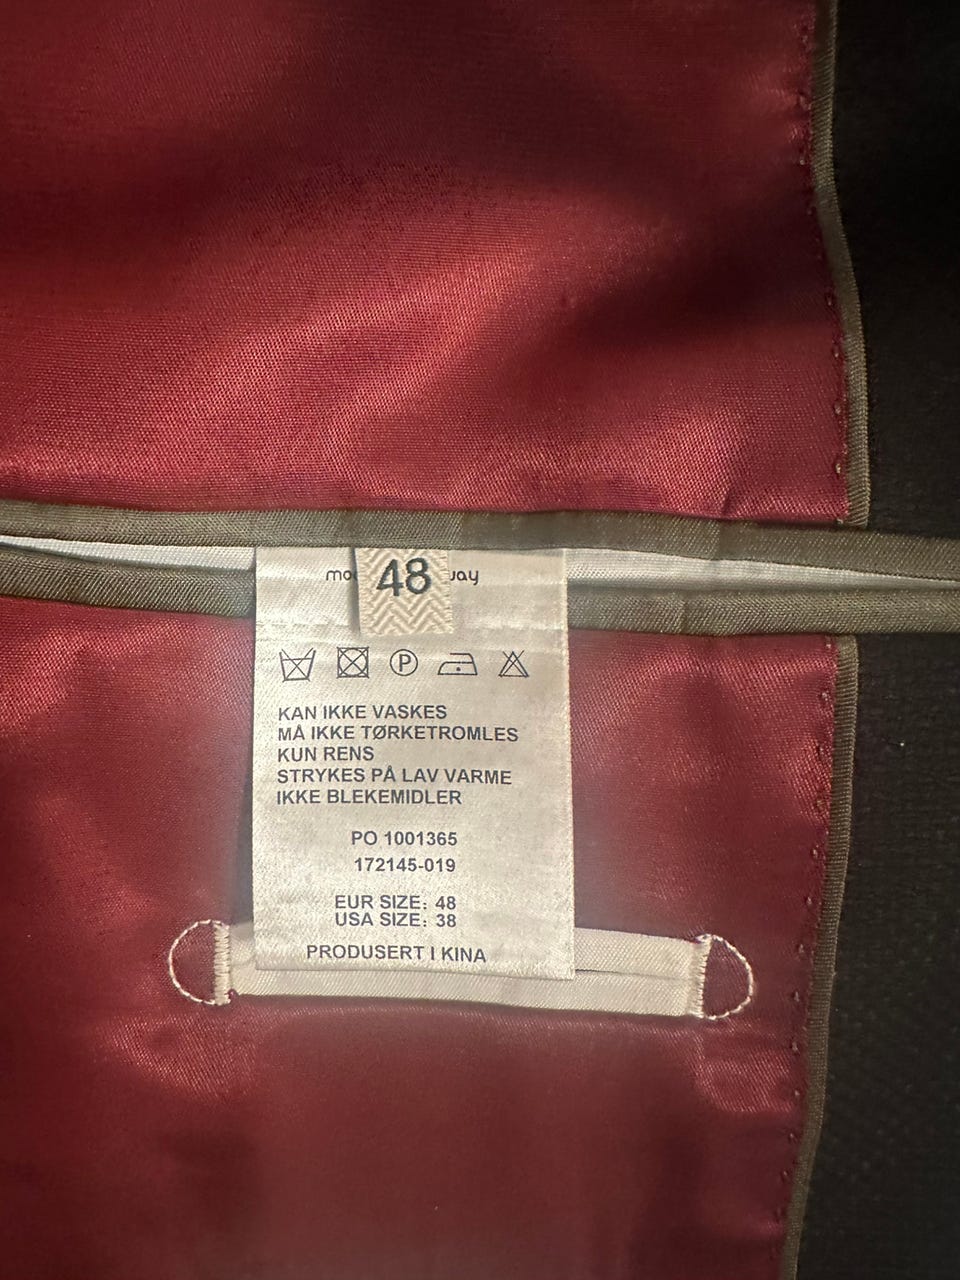 48
KAN IKKE VASKES
MÅ IKKE TØRKETROMLES
KUN RENS
STRYKES PÅ LAV VARME
IKKE BLEKEMIDLER
PO 1001365
172145-019
EUR SIZE: 48
USA SIZE: 38
PRODUSERT I KINA